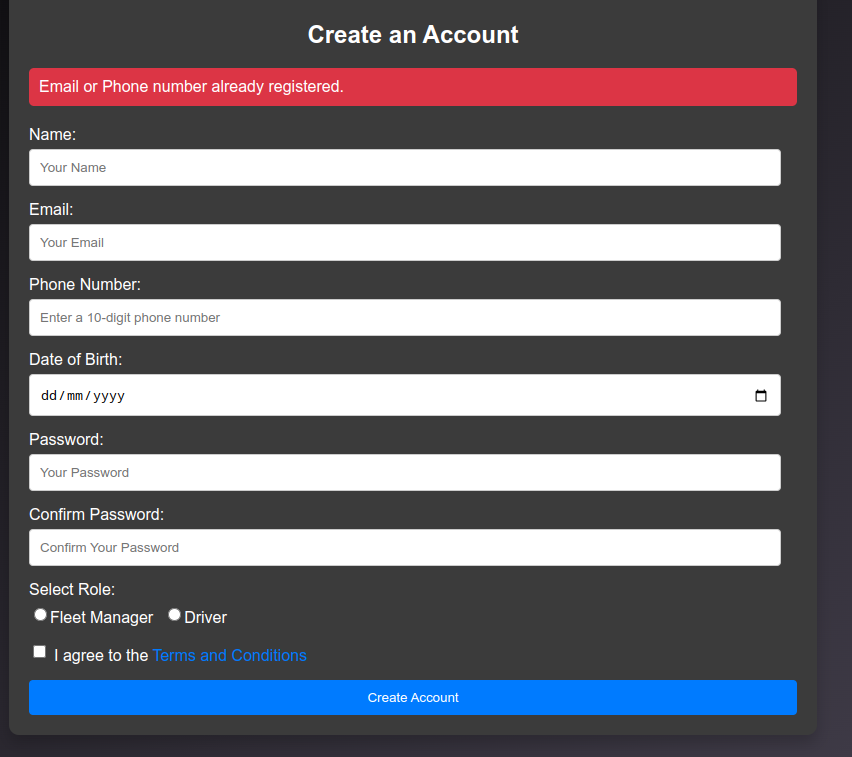 Create an Account
Email or Phone number already registered.
Name:
Your Name
Email:
Your Email
Phone Number:
Enter a 10-digit phone number
Date of Birth:
dd/mm/yyyy
Password:
Your Password
Confirm Password:
Confirm Your Password
Select Role:
Fleet Manager Driver
I agree to the Terms and Conditions
Create Account